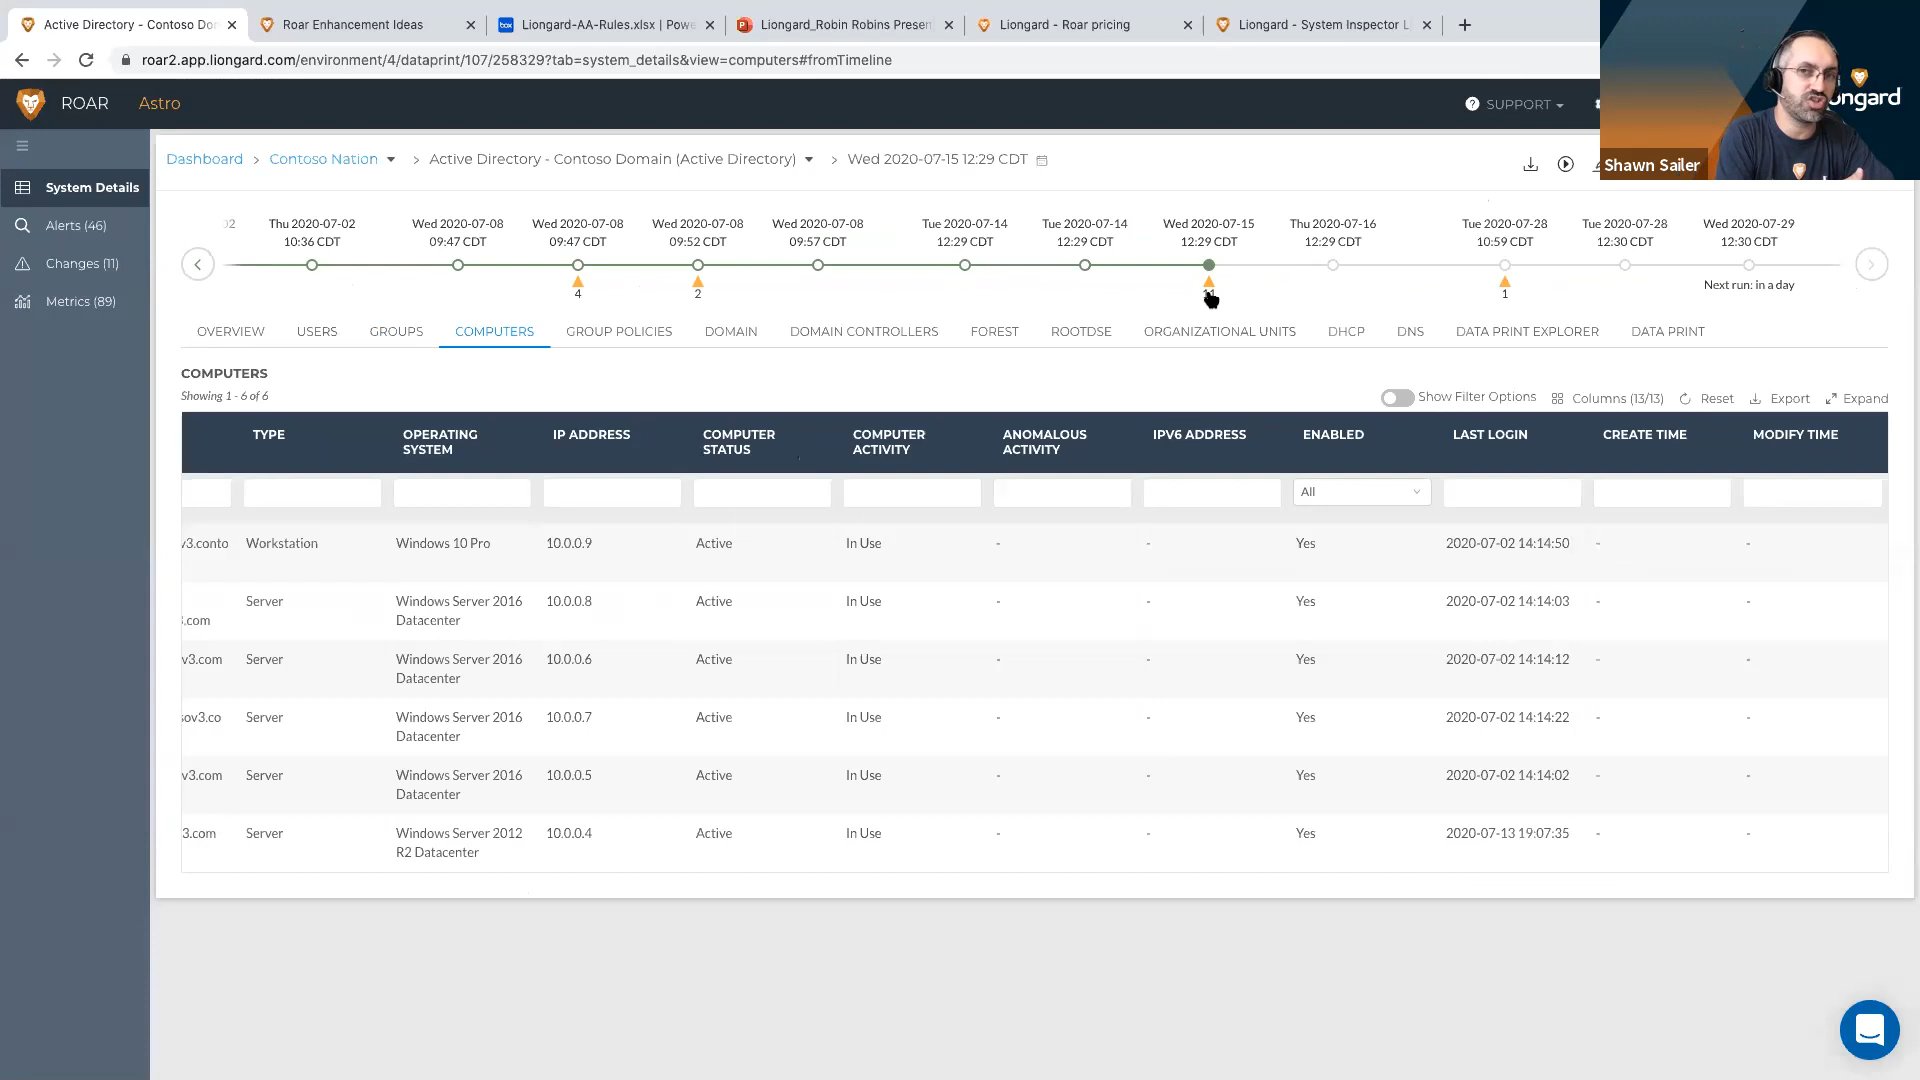 Active Directory - Contoso Do
Roar Enhancement Ideas
box
Liongard-AA-Rules.xlsx | Powe
Liongard_Robin Robins Presen
Liongard - Roar pricing
Liongard - System Inspector L
roar2.app.liongard.com/environment/4/dataprint/107/258329?tab=system_details&view=computers#fromTimeline
ROAR
Astro
SUPPORT
ongard
Shawn Sailer
System Details
Alerts (46)
Changes (11)
Metrics (89)
Dashboard > Contoso Nation > Active Directory - Contoso Domain (Active Directory) > Wed 2020-07-15 12:29 CDT
02
Thu 2020-07-02
10:36 CDT
Wed 2020-07-08
09:47 CDT
Wed 2020-07-08
09:47 CDT
4
Wed 2020-07-08
09:52 CDT
2
Wed 2020-07-08
09:57 CDT
Tue 2020-07-14
12:29 CDT
Tue 2020-07-14
12:29 CDT
Wed 2020-07-15
12:29 CDT
Thu 2020-07-16
12:29 CDT
Tue 2020-07-28
10:59 CDT
1
Tue 2020-07-28
12:30 CDT
Wed 2020-07-29
12:30 CDT
Next run: in a day
OVERVIEW USERS GROUPS COMPUTERS GROUP POLICIES DOMAIN DOMAIN CONTROLLERS FOREST ROOTDSE ORGANIZATIONAL UNITS DHCP DNS DATA PRINT EXPLORER DATA PRINT
COMPUTERS
Showing 1 - 6 of 6
Show Filter Options Columns (13/13) Reset Export Expand
TYPE OPERATING SYSTEM IP ADDRESS COMPUTER STATUS COMPUTER ACTIVITY ANOMALOUS ACTIVITY IPV6 ADDRESS ENABLED LAST LOGIN CREATE TIME MODIFY TIME
All
v3.conto Workstation Windows 10 Pro 10.0.0.9 Active In Use - - Yes 2020-07-02 14:14:50 - -
Server Windows Server 2016 10.0.0.8 Active In Use - - Yes 2020-07-02 14:14:03 - -
.com Datacenter
v3.com Server Windows Server 2016 10.0.0.6 Active In Use - - Yes 2020-07-02 14:14:12 - -
Datacenter
sov3.co Server Windows Server 2016 10.0.0.7 Active In Use - - Yes 2020-07-02 14:14:22 - -
Datacenter
v3.com Server Windows Server 2016 10.0.0.5 Active In Use - - Yes 2020-07-02 14:14:02 - -
Datacenter
3.com Server Windows Server 2012 10.0.0.4 Active In Use - - Yes 2020-07-13 19:07:35 - -
R2 Datacenter